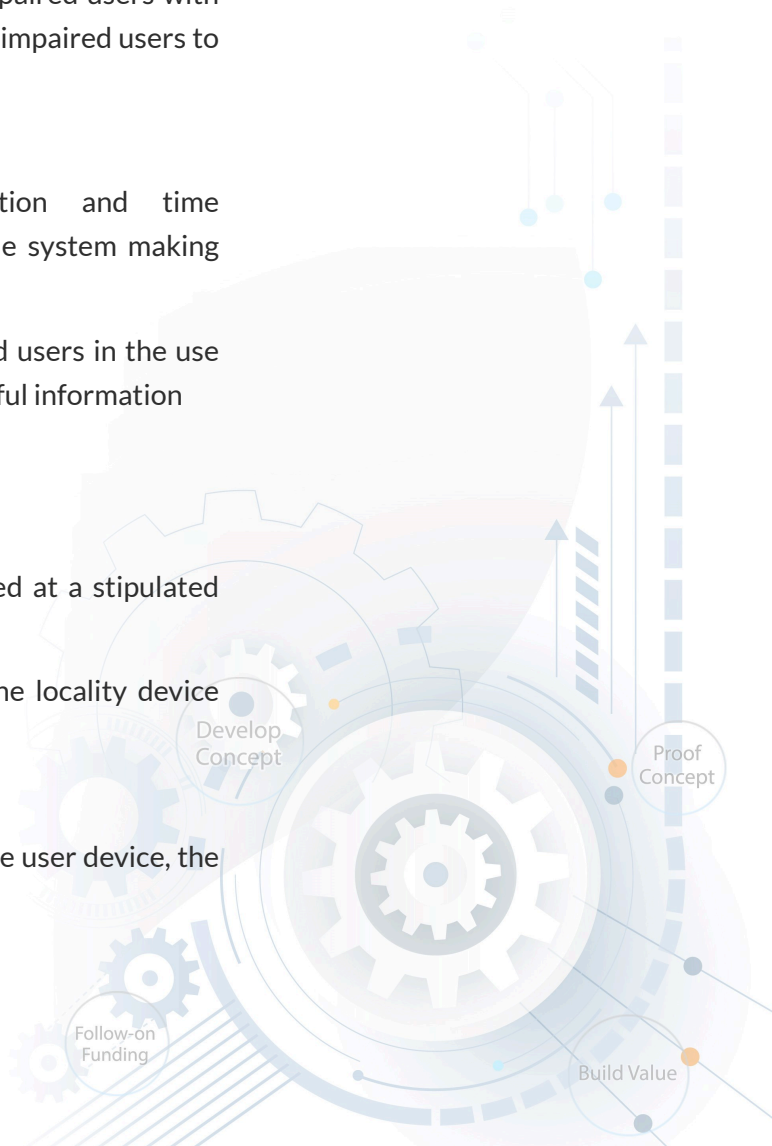 impaired users to
tion and time
e system making
d users in the use
ful information
ed at a stipulated
ne locality device
Develop
Concept
Proof
Concept
e user device, the
Follow-on
Funding
Build Value